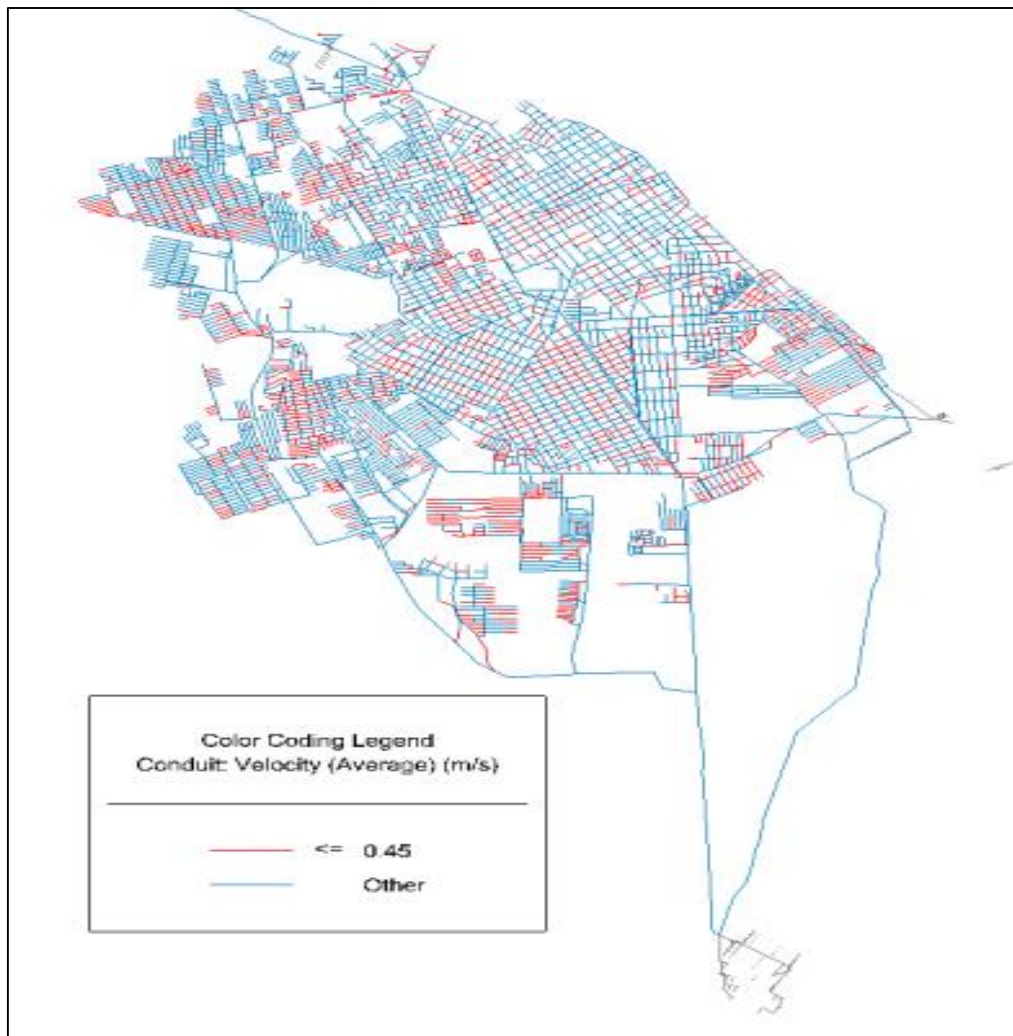 Color Coding Legend
Conduit: Velocity (Average) (m/s)
<= 0.45
Other